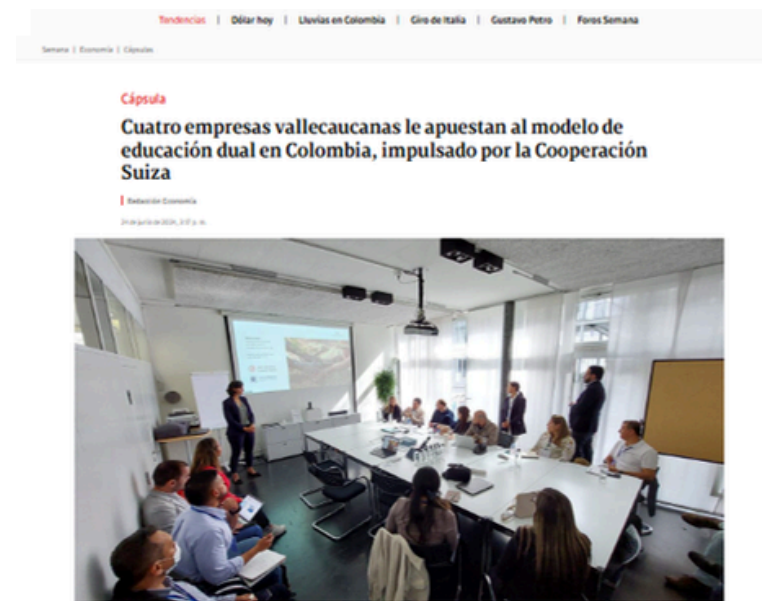 Tendencias | Dólar hoy | Lluvias en Colombia | Giro de Italia | Gustavo Petro | Foros Semana
Semana | Economía | Cápsulas
Cápsula
Cuatro empresas vallecaucanas le apuestan al modelo de
educación dual en Colombia, impulsado por la Cooperación
Suiza
Redacción Economía